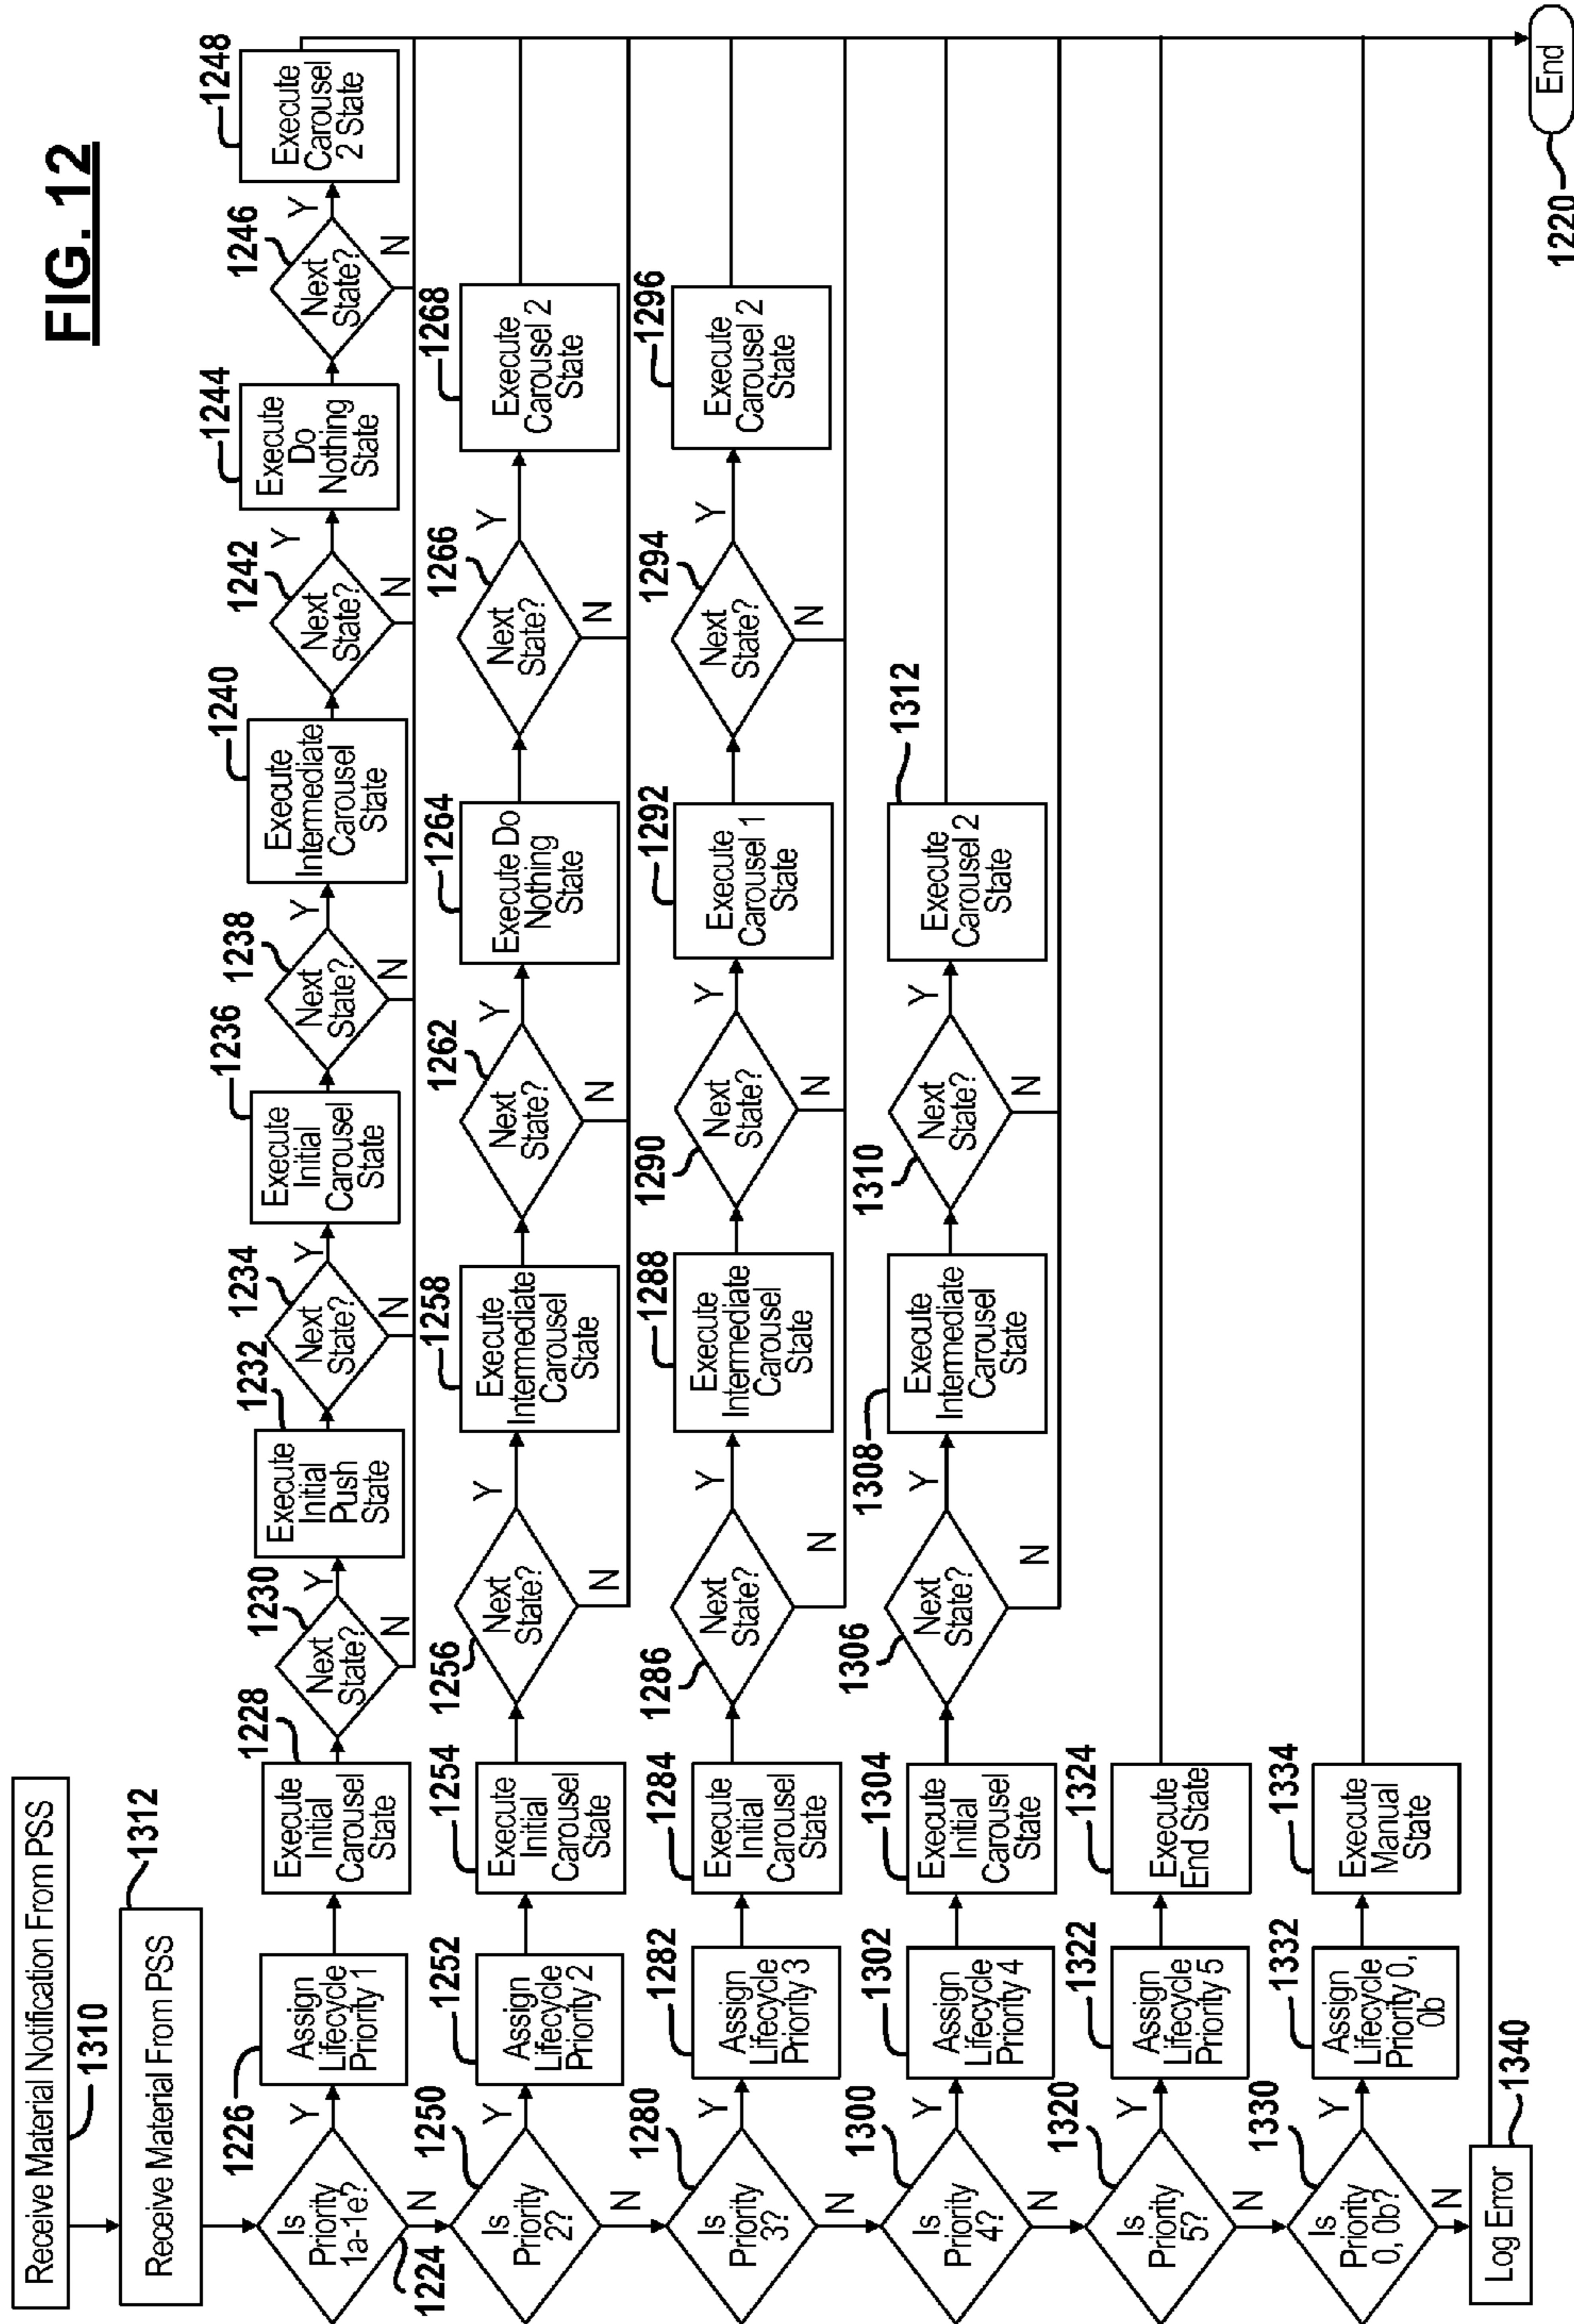 FIG. 12
Receive Material Notification From PSS
1310
Receive Material From PSS
1312
Is
Priority
1a-1e?
1224
Y
N
1226
Assign
Lifecycle
Priority 1
1228
Execute
Initial
Carousel
State
1230
Next
State?
Y
N
1232
Execute
Initial
Push
State
1234
Next
State?
Y
N
1236
Execute
Initial
Carousel
State
1238
Next
State?
Y
N
1240
Execute
Intermediate
Carousel
State
1242
Next
State?
Y
N
1244
Execute
Do
Nothing
State
1246
Next
State?
Y
N
1248
Execute
Carousel
2 State
1250
Is
Priority
2?
Y
N
1252
Assign
Lifecycle
Priority 2
1254
Execute
Initial
Carousel
State
1256
Next
State?
Y
N
1258
Execute
Intermediate
Carousel
State
1262
Next
State?
Y
N
1264
Execute Do
Nothing
State
1266
Next
State?
Y
N
1268
Execute
Carousel 2
State
1280
Is
Priority
3?
Y
N
1282
Assign
Lifecycle
Priority 3
1284
Execute
Initial
Carousel
State
1286
Next
State?
Y
N
1288
Execute
Intermediate
Carousel
State
1290
Next
State?
Y
N
1292
Execute
Carousel 1
State
1294
Next
State?
Y
N
1296
Execute
Carousel 2
State
1300
Is
Priority
4?
Y
N
1302
Assign
Lifecycle
Priority 4
1304
Execute
Initial
Carousel
State
1306
Next
State?
Y
N
1308
Execute
Intermediate
Carousel
State
1310
Next
State?
Y
N
1312
Execute
Carousel 2
State
1320
Is
Priority
5?
Y
N
1322
Assign
Lifecycle
Priority 5
1324
Execute
End State
1330
Is
Priority
0, 0b?
Y
N
1332
Assign
Lifecycle
Priority 0,
0b
1334
Execute
Manual
State
1340
Log Error
1220
End